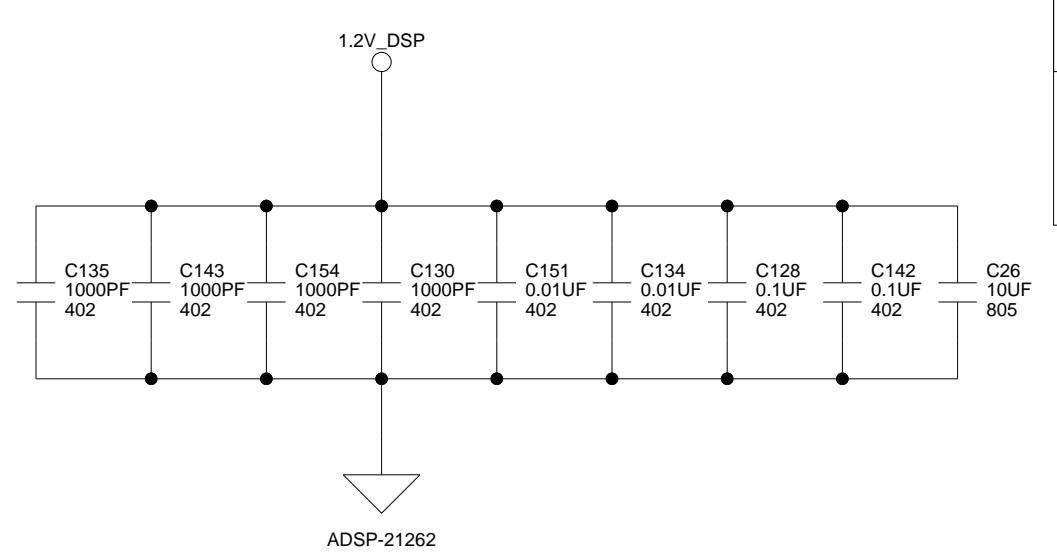 1.2V_DSP
C135
1000PF
402
C143
1000PF
402
C154
1000PF
402
C130
1000PF
402
C151
0.01UF
402
C134
0.01UF
402
C128
0.1UF
402
C142
0.1UF
402
C26
10UF
805
ADSP-21262